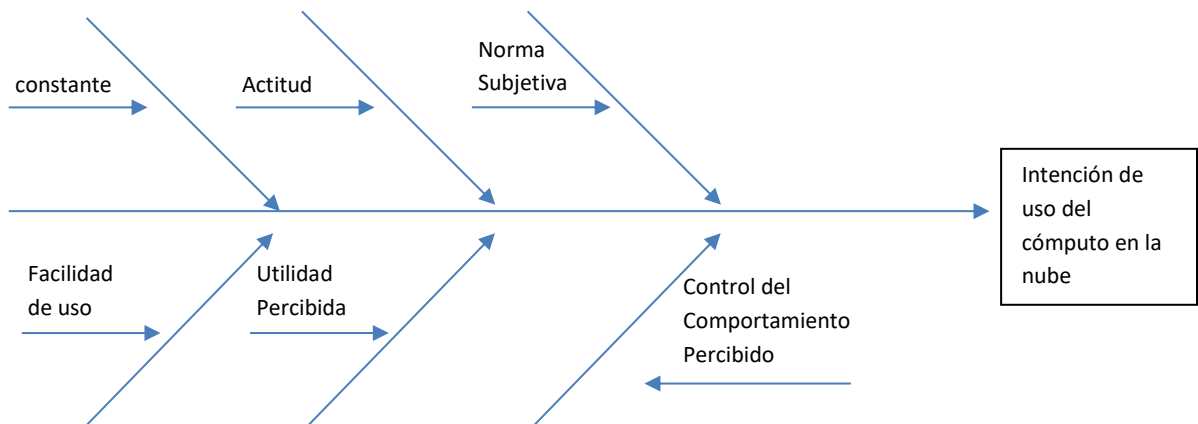 constante
Actitud
Norma
Subjetiva
Intención de
uso del
cómputo en la
nube
Facilidad
de uso
Utilidad
Percibida
Control del
Comportamiento
Percibido